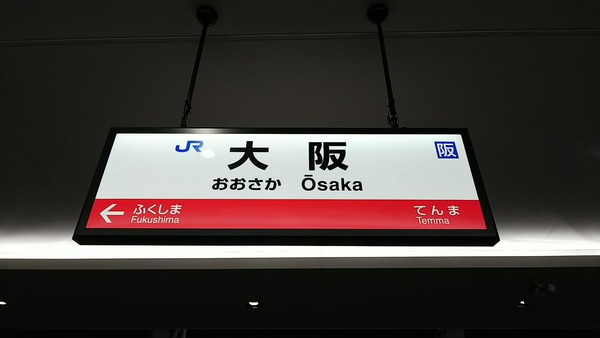 JR 大阪 阪
おおさか Ōsaka
← ふくしま てんま
Fukushima Temma